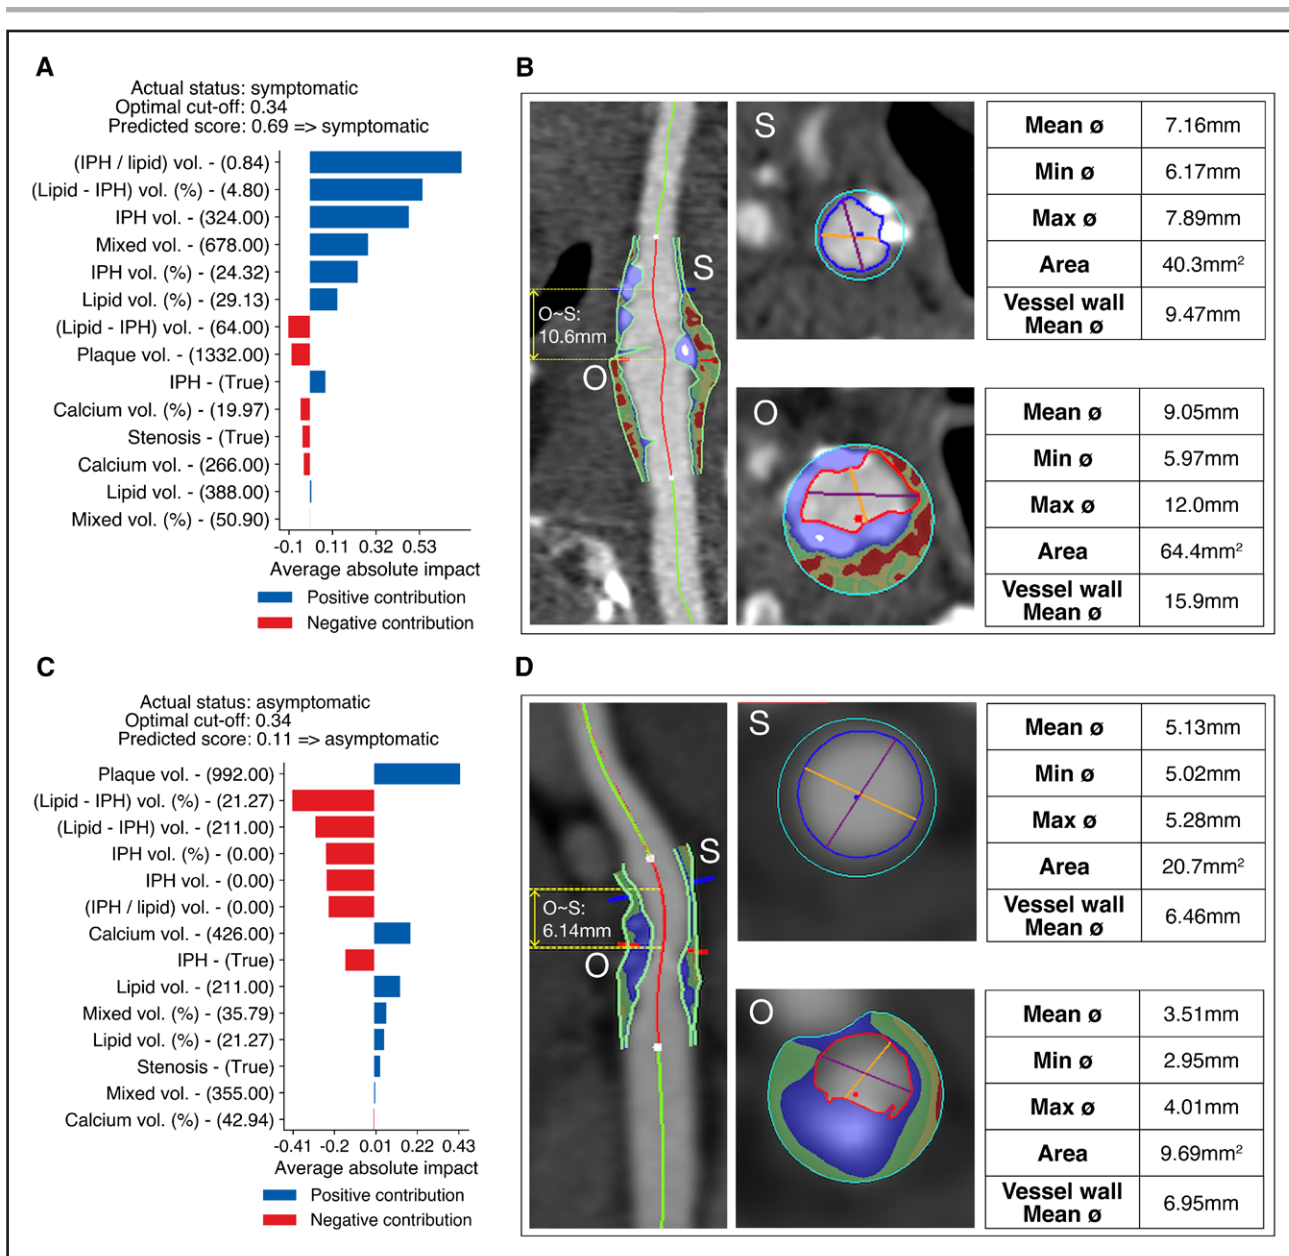 A
Actual status: symptomatic
Optimal cut-off: 0.34
Predicted score: 0.69 => symptomatic
(IPH / lipid) vol. - (0.84)
(Lipid - IPH) vol. (%) - (4.80)
IPH vol. - (324.00)
Mixed vol. - (678.00)
IPH vol. (%) - (24.32)
Lipid vol. (%) - (29.13)
(Lipid - IPH) vol. - (64.00)
Plaque vol. - (1332.00)
IPH - (True)
Calcium vol. (%) - (19.97)
Stenosis - (True)
Calcium vol. - (266.00)
Lipid vol. - (388.00)
Mixed vol. (%) - (50.90)
-0.1 0.11 0.32 0.53
Average absolute impact
Positive contribution
Negative contribution
B
S
O~S:
10.6mm
O
S
Mean ø 7.16mm
Min ø 6.17mm
Max ø 7.89mm
Area 40.3mm²
Vessel wall
Mean ø 9.47mm
O
Mean ø 9.05mm
Min ø 5.97mm
Max ø 12.0mm
Area 64.4mm²
Vessel wall
Mean ø 15.9mm
C
Actual status: asymptomatic
Optimal cut-off: 0.34
Predicted score: 0.11 => asymptomatic
Plaque vol. - (992.00)
(Lipid - IPH) vol. (%) - (21.27)
(Lipid - IPH) vol. - (211.00)
IPH vol. (%) - (0.00)
IPH vol. - (0.00)
(IPH / lipid) vol. - (0.00)
Calcium vol. - (426.00)
IPH - (True)
Lipid vol. - (211.00)
Mixed vol. (%) - (35.79)
Lipid vol. (%) - (21.27)
Stenosis - (True)
Mixed vol. - (355.00)
Calcium vol. (%) - (42.94)
-0.41 -0.2 0.01 0.22 0.43
Average absolute impact
Positive contribution
Negative contribution
D
S
O~S:
6.14mm
O
S
Mean ø 5.13mm
Min ø 5.02mm
Max ø 5.28mm
Area 20.7mm²
Vessel wall
Mean ø 6.46mm
O
Mean ø 3.51mm
Min ø 2.95mm
Max ø 4.01mm
Area 9.69mm²
Vessel wall
Mean ø 6.95mm